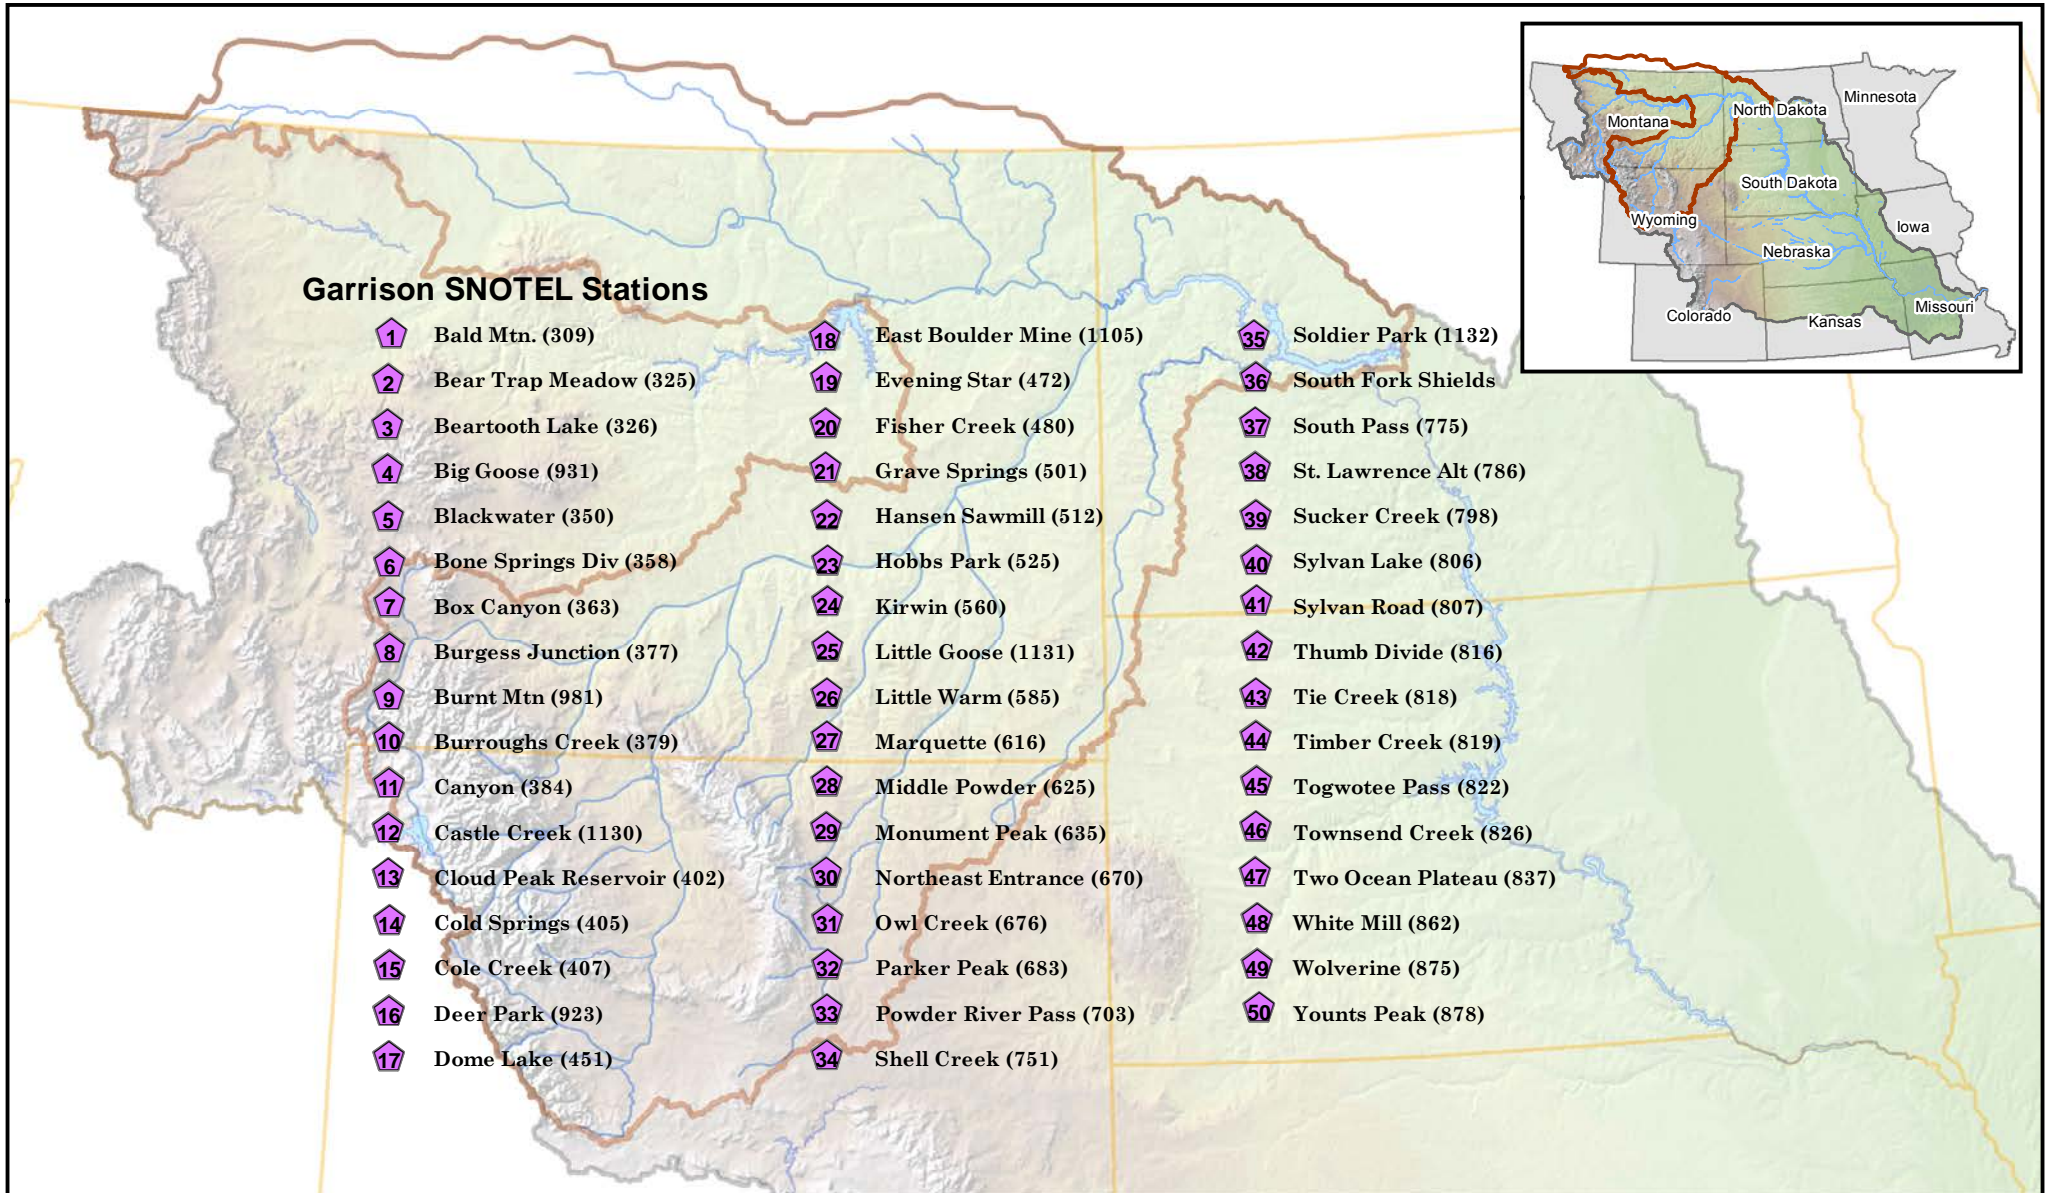 Garrison SNOTEL Stations
1 Bald Mtn. (309)
2 Bear Trap Meadow (325)
3 Beartooth Lake (326)
4 Big Goose (931)
5 Blackwater (350)
6 Bone Springs Div (358)
7 Box Canyon (363)
8 Burgess Junction (377)
9 Burnt Mtn (981)
10 Burroughs Creek (379)
11 Canyon (384)
12 Castle Creek (1130)
13 Cloud Peak Reservoir (402)
14 Cold Springs (405)
15 Cole Creek (407)
16 Deer Park (923)
17 Dome Lake (451)
18 East Boulder Mine (1105)
19 Evening Star (472)
20 Fisher Creek (480)
21 Grave Springs (501)
22 Hansen Sawmill (512)
23 Hobbs Park (525)
24 Kirwin (560)
25 Little Goose (1131)
26 Little Warm (585)
27 Marquette (616)
28 Middle Powder (625)
29 Monument Peak (635)
30 Northeast Entrance (670)
31 Owl Creek (676)
32 Parker Peak (683)
33 Powder River Pass (703)
34 Shell Creek (751)
35 Soldier Park (1132)
36 South Fork Shields
37 South Pass (775)
38 St. Lawrence Alt (786)
39 Sucker Creek (798)
40 Sylvan Lake (806)
41 Sylvan Road (807)
42 Thumb Divide (816)
43 Tie Creek (818)
44 Timber Creek (819)
45 Togwotee Pass (822)
46 Townsend Creek (826)
47 Two Ocean Plateau (837)
48 White Mill (862)
49 Wolverine (875)
50 Younts Peak (878)
Montana
North Dakota
Minnesota
South Dakota
Wyoming
Iowa
Nebraska
Colorado
Kansas
Missouri